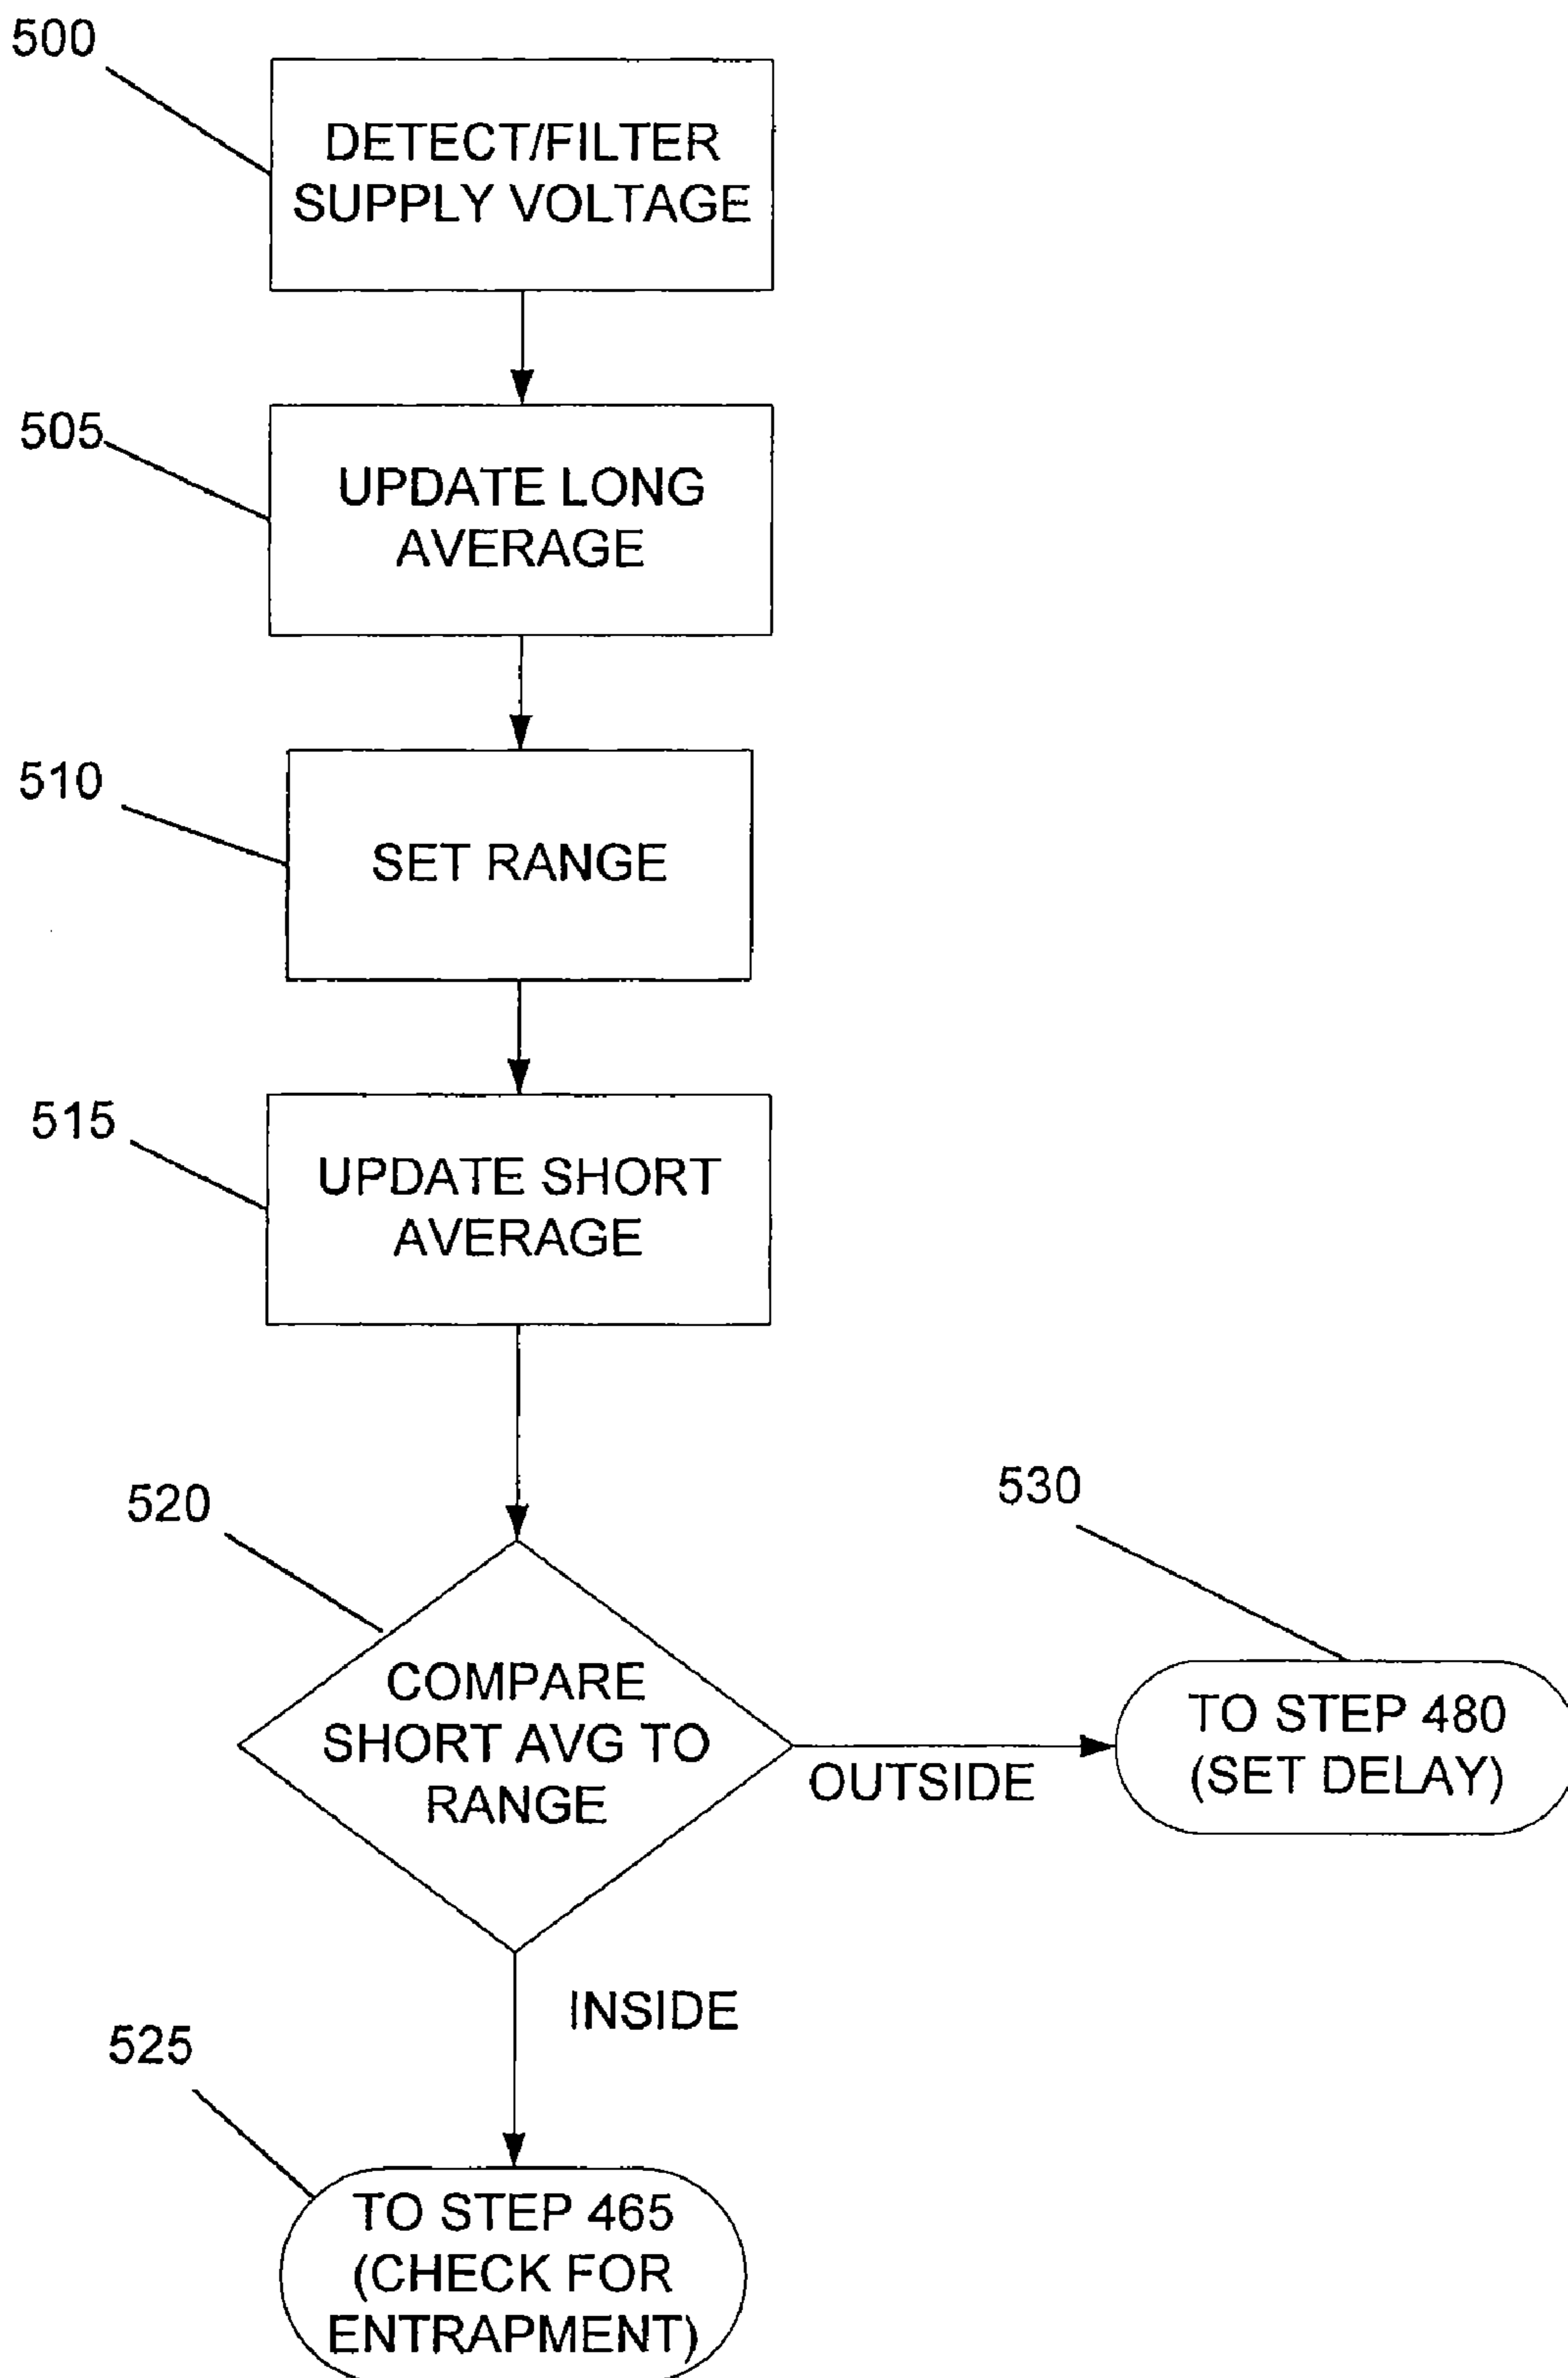 500
DETECT/FILTER
SUPPLY VOLTAGE
505
UPDATE LONG
AVERAGE
510
SET RANGE
515
UPDATE SHORT
AVERAGE
520
COMPARE
SHORT AVG TO
RANGE
OUTSIDE
530
TO STEP 480
(SET DELAY)
INSIDE
525
TO STEP 465
(CHECK FOR
ENTRAPMENT)